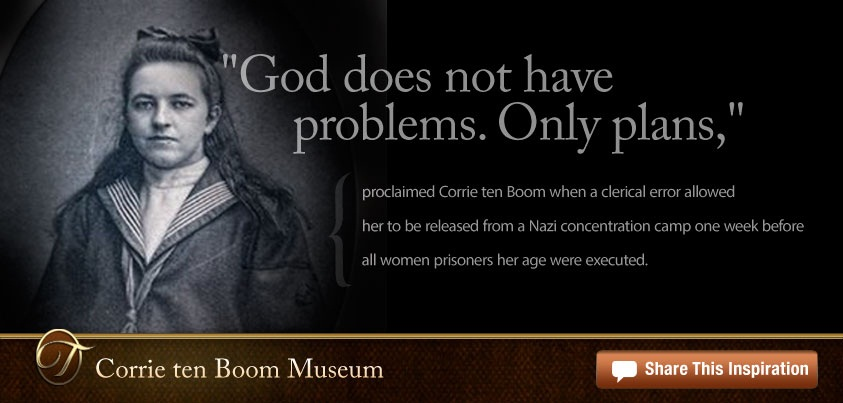 "God does not have
problems. Only plans,"
proclaimed Corrie ten Boom when a clerical error allowed
her to be released from a Nazi concentration camp one week before
all women prisoners her age were executed.
T
Corrie ten Boom Museum
Share This Inspiration